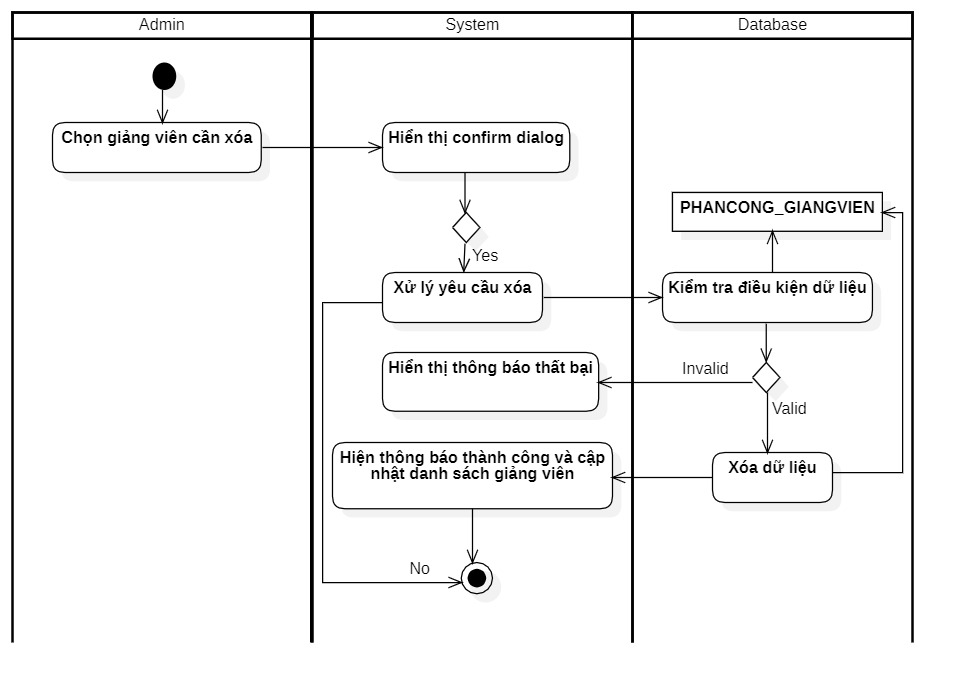 Admin
System
Database
Chọn giảng viên cần xóa
Hiển thị confirm dialog
PHANCONG_GIANGVIEN
Yes
Xử lý yêu cầu xóa
Kiểm tra điều kiện dữ liệu
Hiển thị thông báo thất bại
Invalid
Valid
Hiện thông báo thành công và cập
nhật danh sách giảng viên
Xóa dữ liệu
No